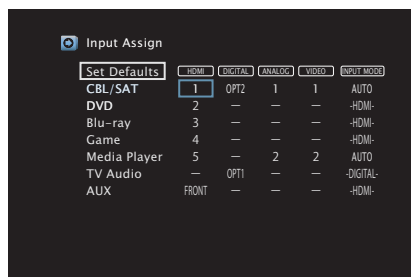 Input Assign
Set Defaults HDMI DIGITAL ANALOG VIDEO INPUT MODE
CBL/SAT 1 OPT2 1 1 AUTO
DVD 2 – – – -HDMI-
Blu-ray 3 – – – -HDMI-
Game 4 – – – -HDMI-
Media Player 5 – 2 2 AUTO
TV Audio – OPT1 – – -DIGITAL-
AUX FRONT – – – -HDMI-